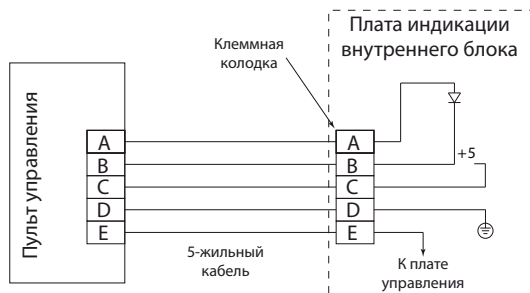 Плата индикации
внутреннего блока
Клеммная
колодка
Пульт управления
A
B
C
D
E
A
B
C
D
E
+5
5-жильный
кабель
К плате
управления